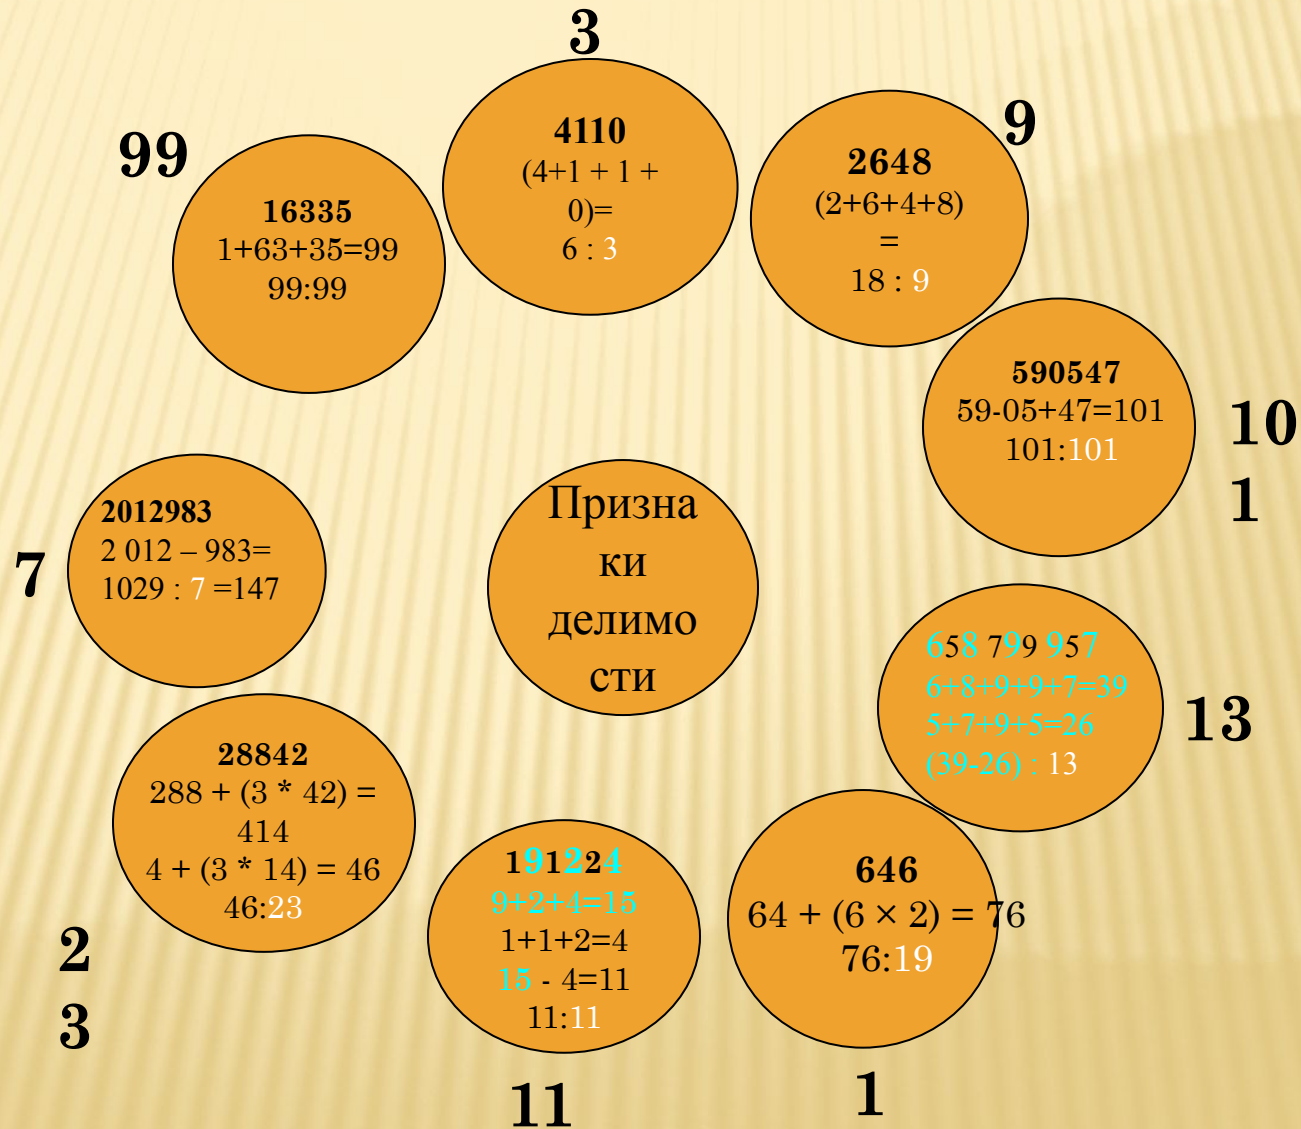 3
4110
(4+1 + 1 +
0)=
6 : 3
9
2648
(2+6+4+8)
=
18 : 9
99
16335
1+63+35=99
99:99
590547
59-05+47=101
101:101
10
1
Призна
ки
делимо
сти
7
2012983
2 012 – 983=
1029 : 7 =147
658 799 957
6+8+9+9+7=39
5+7+9+5=26
(39-26) : 13
13
28842
288 + (3 * 42) =
414
4 + (3 * 14) = 46
46:23
2
3
191224
9+2+4=15
1+1+2=4
15 - 4=11
11:11
11
646
64 + (6 × 2) = 76
76:19
1